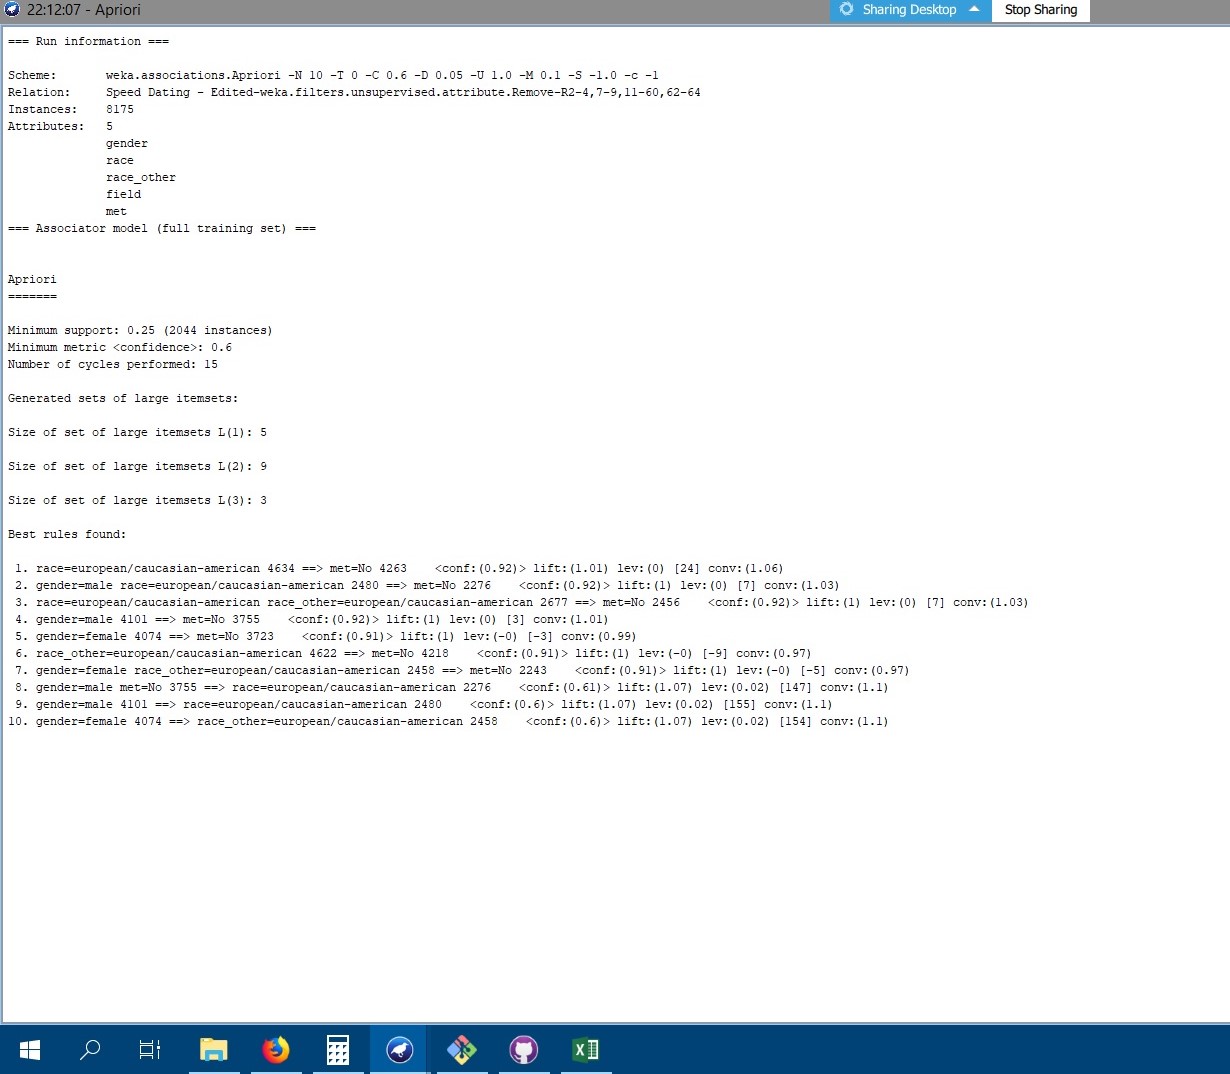 22:12:07 - Apriori
Sharing Desktop
Stop Sharing
=== Run information ===
Scheme: weka.associations.Apriori -N 10 -T 0 -C 0.6 -D 0.05 -U 1.0 -M 0.1 -S -1.0 -c -1
Relation: Speed Dating - Edited-weka.filters.unsupervised.attribute.Remove-R2-4,7-9,11-60,62-64
Instances: 8175
Attributes: 5
gender
race
race_other
field
met
=== Associator model (full training set) ===
Apriori
=======
Minimum support: 0.25 (2044 instances)
Minimum metric <confidence>: 0.6
Number of cycles performed: 15
Generated sets of large itemsets:
Size of set of large itemsets L(1): 5
Size of set of large itemsets L(2): 9
Size of set of large itemsets L(3): 3
Best rules found:
1. race=european/caucasian-american 4634 ==> met=No 4263 <conf:(0.92)> lift:(1.01) lev:(0) [24] conv:(1.06)
2. gender=male race=european/caucasian-american 2480 ==> met=No 2276 <conf:(0.92)> lift:(1) lev:(0) [7] conv:(1.03)
3. race=european/caucasian-american race_other=european/caucasian-american 2677 ==> met=No 2456 <conf:(0.92)> lift:(1) lev:(0) [7] conv:(1.03)
4. gender=male 4101 ==> met=No 3755 <conf:(0.92)> lift:(1) lev:(0) [3] conv:(1.01)
5. gender=female 4074 ==> met=No 3723 <conf:(0.91)> lift:(1) lev:(-0) [-3] conv:(0.99)
6. race_other=european/caucasian-american 4622 ==> met=No 4218 <conf:(0.91)> lift:(1) lev:(-0) [-9] conv:(0.97)
7. gender=female race_other=european/caucasian-american 2458 ==> met=No 2243 <conf:(0.91)> lift:(1) lev:(-0) [-5] conv:(0.97)
8. gender=male met=No 3755 ==> race=european/caucasian-american 2276 <conf:(0.61)> lift:(1.07) lev:(0.02) [147] conv:(1.1)
9. gender=male 4101 ==> race=european/caucasian-american 2480 <conf:(0.6)> lift:(1.07) lev:(0.02) [155] conv:(1.1)
10. gender=female 4074 ==> race_other=european/caucasian-american 2458 <conf:(0.6)> lift:(1.07) lev:(0.02) [154] conv:(1.1)